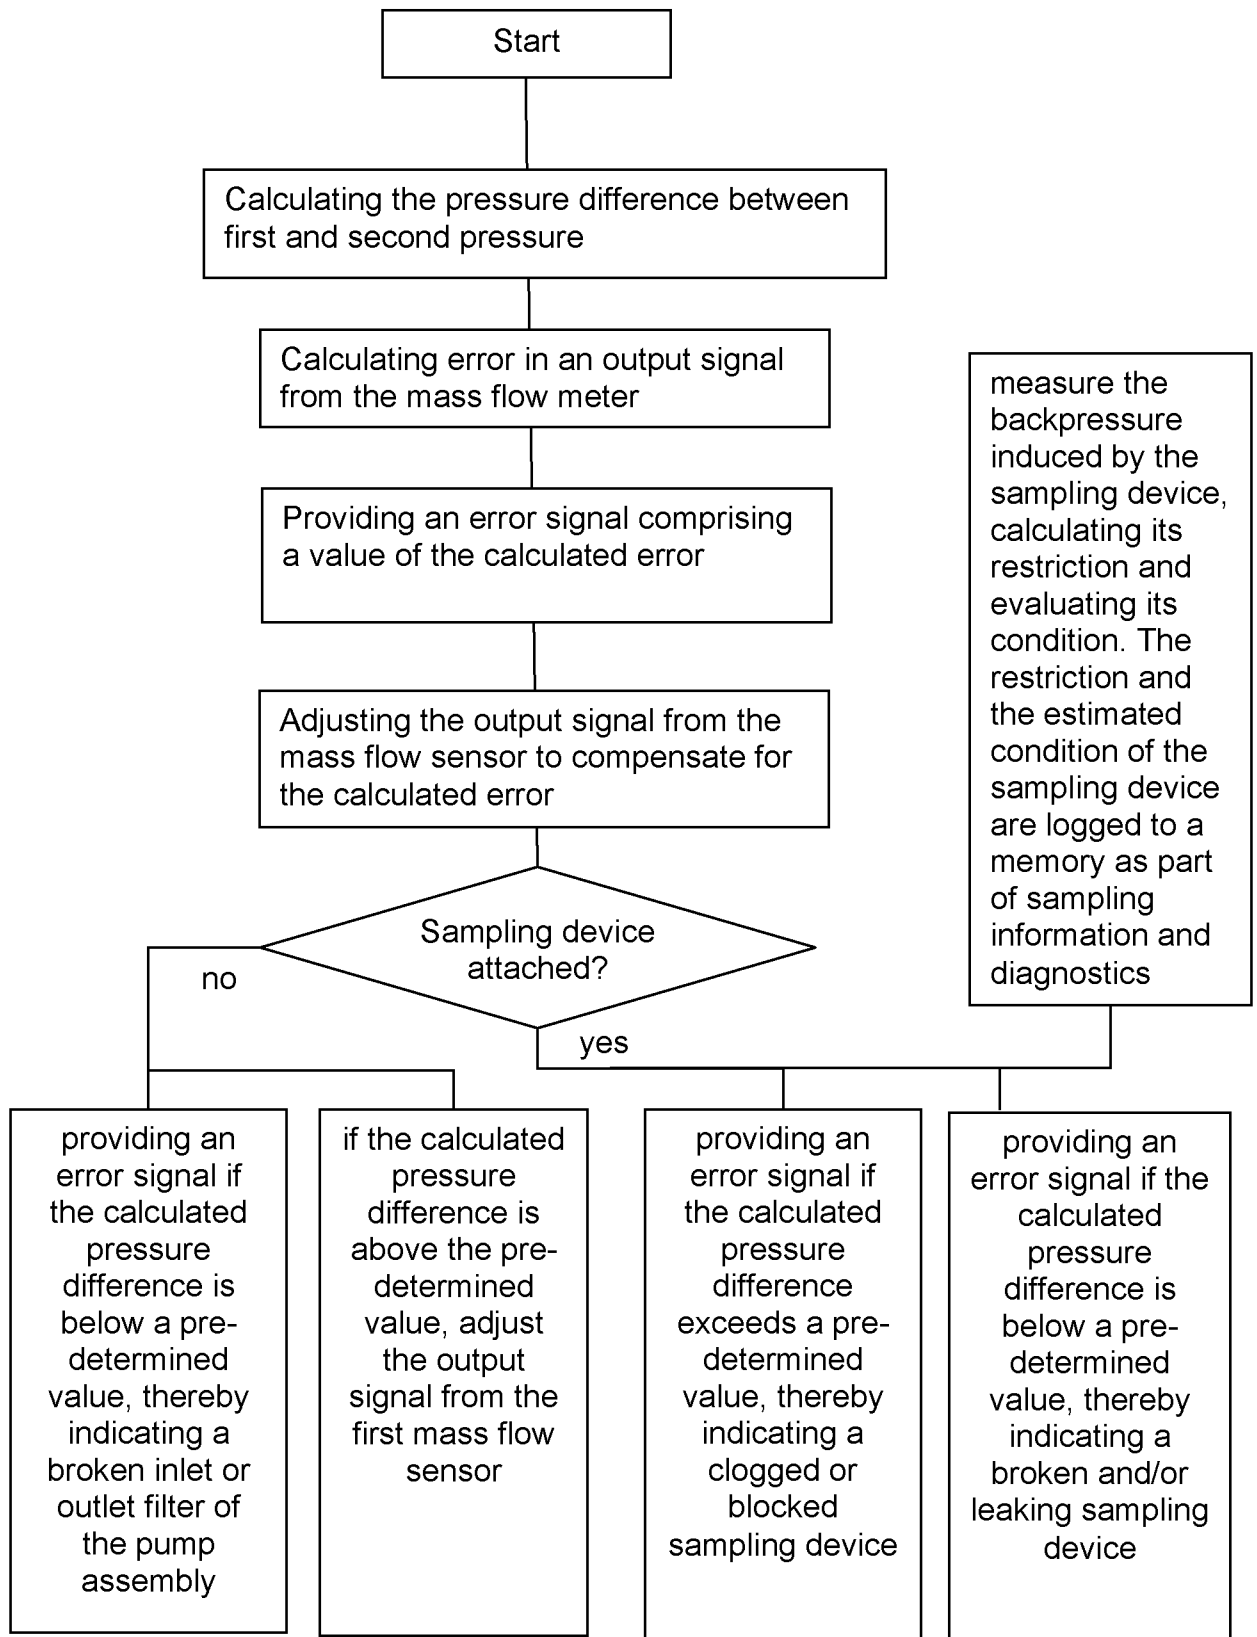 Start
Calculating the pressure difference between
first and second pressure
Calculating error in an output signal
from the mass flow meter
Providing an error signal comprising
a value of the calculated error
Adjusting the output signal from the
mass flow sensor to compensate for
the calculated error
measure the
backpressure
induced by the
sampling device,
calculating its
restriction and
evaluating its
condition. The
restriction and
the estimated
condition of the
sampling device
are logged to a
memory as part
of sampling
information and
diagnostics
Sampling device
attached?
no
yes
providing an
error signal if
the calculated
pressure
difference is
below a pre-
determined
value, thereby
indicating a
broken inlet or
outlet filter of
the pump
assembly
if the calculated
pressure
difference is
above the pre-
determined
value, adjust
the output
signal from the
first mass flow
sensor
providing an
error signal if
the calculated
pressure
difference
exceeds a pre-
determined
value, thereby
indicating a
clogged or
blocked
sampling device
providing an
error signal if the
calculated
pressure
difference is
below a pre-
determined
value, thereby
indicating a
broken and/or
leaking sampling
device